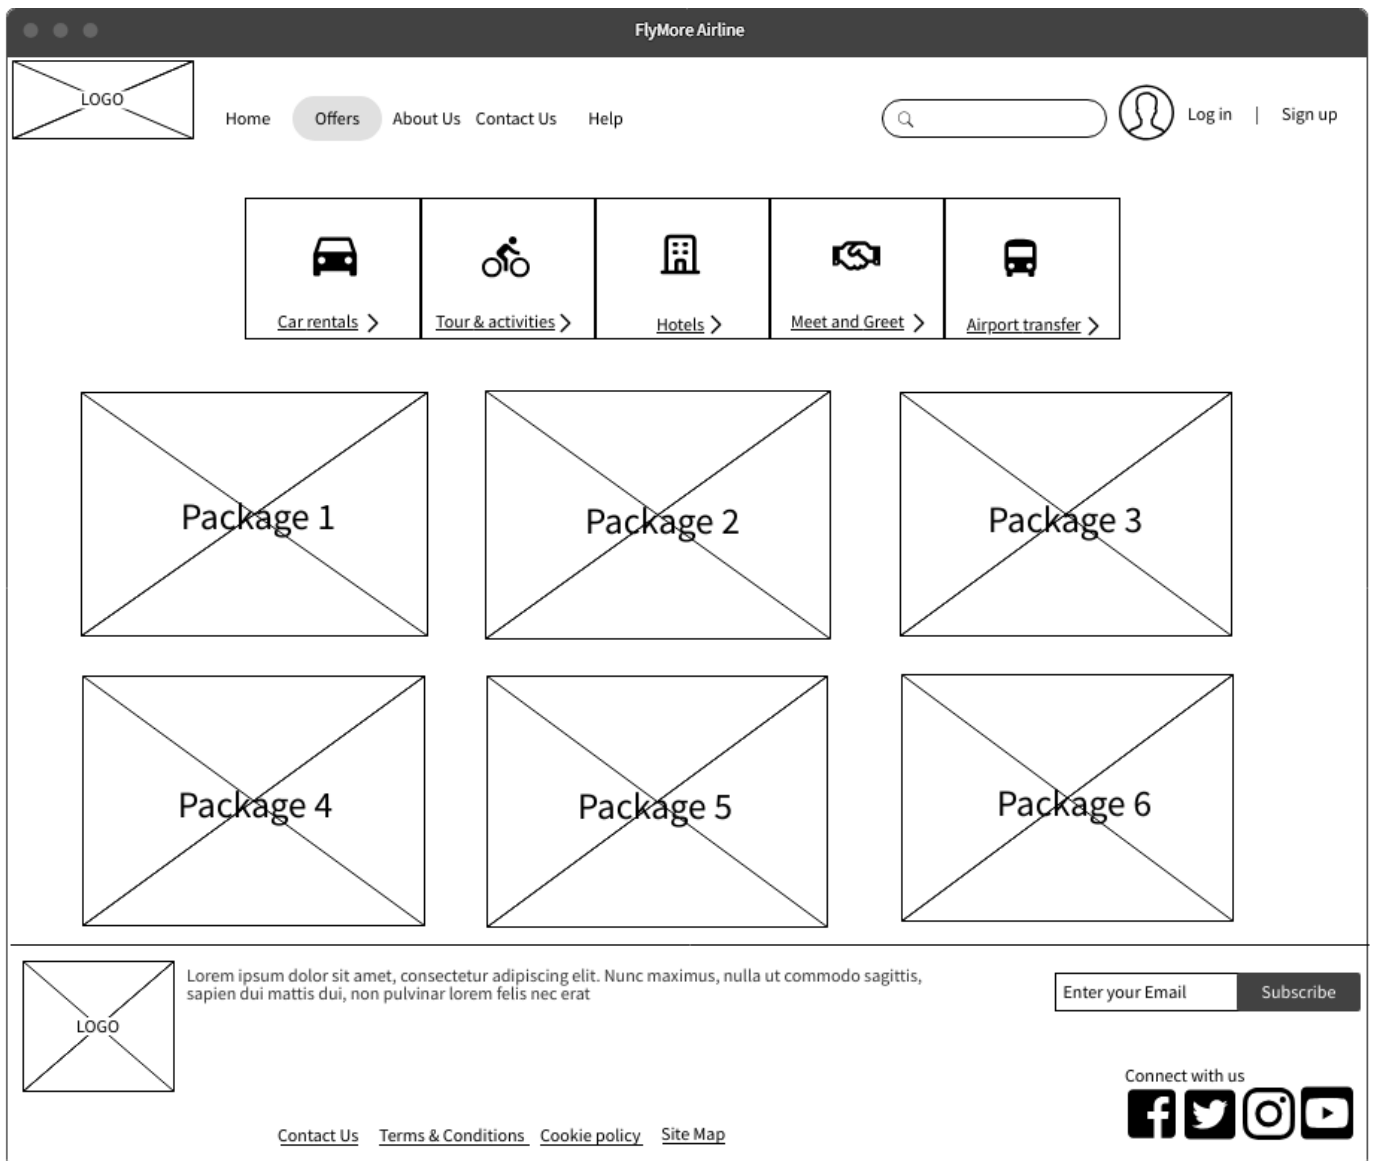 FlyMore Airline
LOGO
Home Offers About Us Contact Us Help
Log in | Sign up
Car rentals
Tour & activities
Hotels
Meet and Greet
Airport transfer
Package 1
Package 2
Package 3
Package 4
Package 5
Package 6
LOGO
Lorem ipsum dolor sit amet, consectetur adipiscing elit. Nunc maximus, nulla ut commodo sagittis,
sapien dui mattis dui, non pulvinar lorem felis nec erat
Enter your Email Subscribe
Connect with us
Contact Us Terms & Conditions Cookie policy Site Map